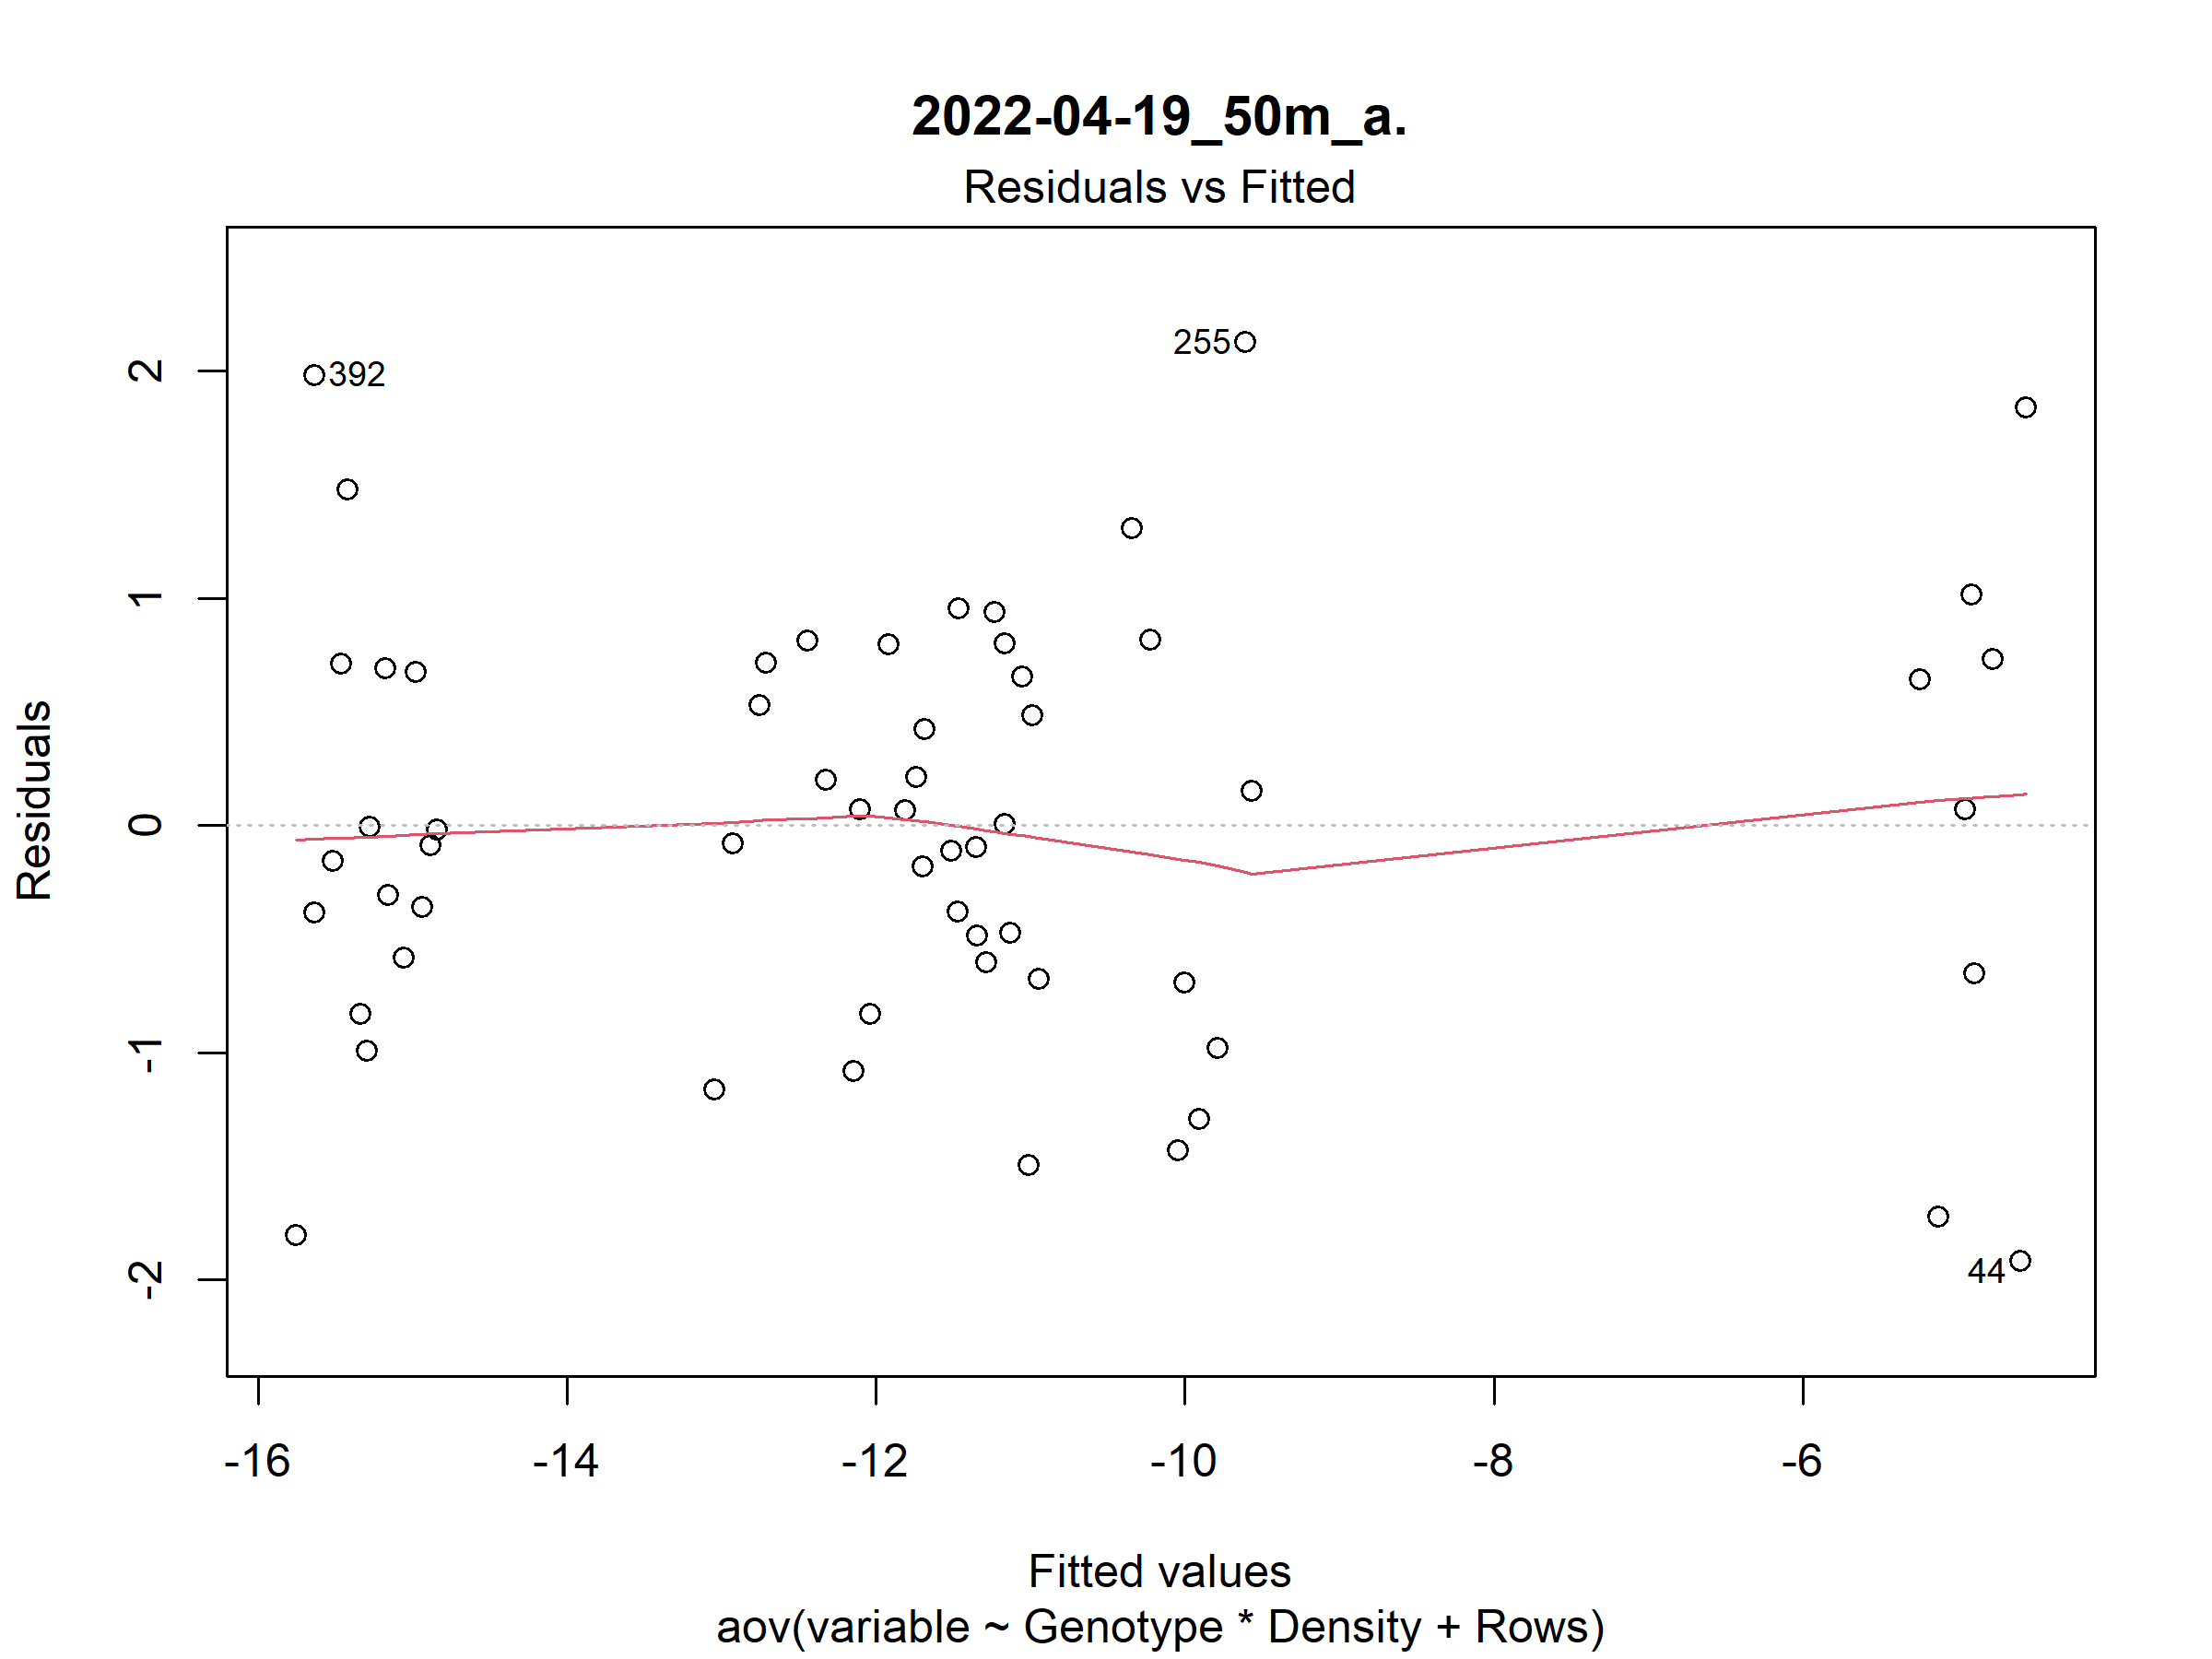 2022-04-19_50m_a.
Residuals vs Fitted
392
255
44
Residuals
2
1
0
-1
-2
-16 -14 -12 -10 -8 -6
Fitted values
aov(variable ~ Genotype * Density + Rows)